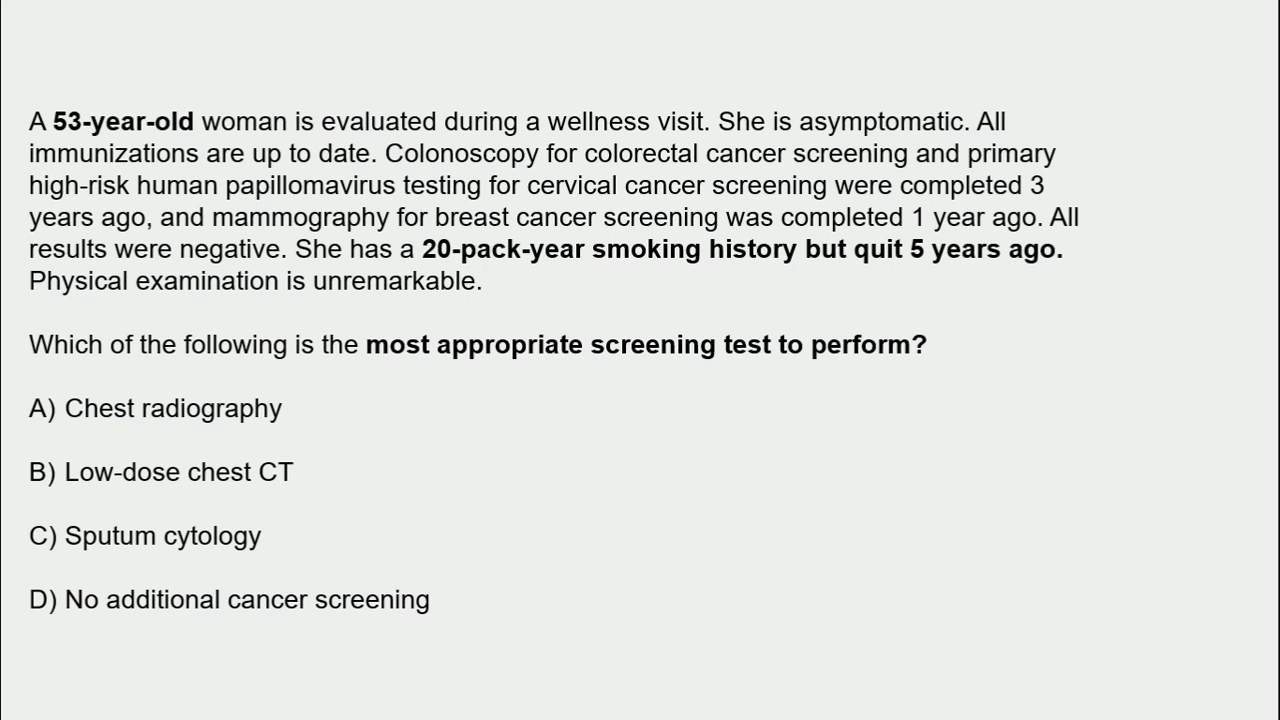 A 53-year-old woman is evaluated during a wellness visit. She is asymptomatic. All
immunizations are up to date. Colonoscopy for colorectal cancer screening and primary
high-risk human papillomavirus testing for cervical cancer screening were completed 3
years ago, and mammography for breast cancer screening was completed 1 year ago. All
results were negative. She has a 20-pack-year smoking history but quit 5 years ago.
Physical examination is unremarkable.
Which of the following is the most appropriate screening test to perform?
A) Chest radiography
B) Low-dose chest CT
C) Sputum cytology
D) No additional cancer screening